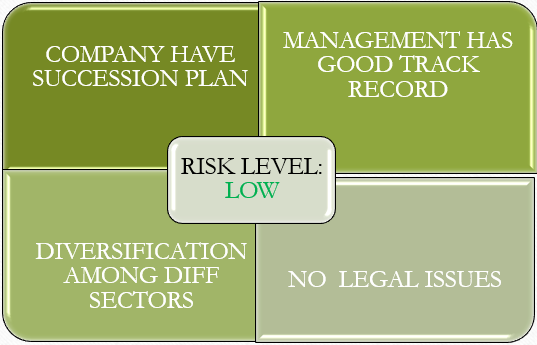 COMPANY HAVE
SUCCESSION PLAN
MANAGEMENT HAS
GOOD TRACK
RECORD
RISK LEVEL:
LOW
DIVERSIFICATION
AMONG DIFF
SECTORS
NO LEGAL ISSUES